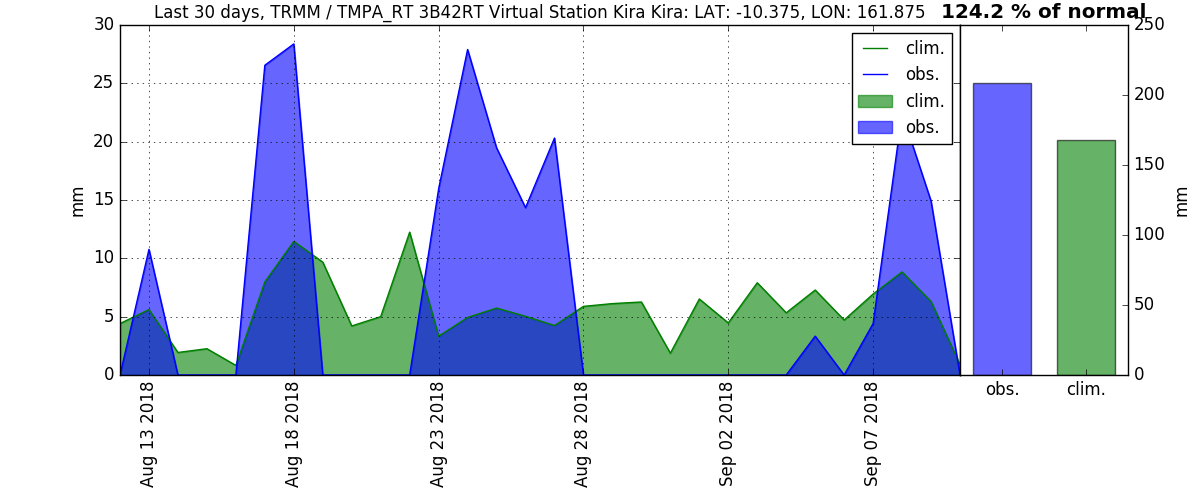 Last 30 days, TRMM / TMPA_RT 3B42RT Virtual Station Kira Kira: LAT: -10.375, LON: 161.875 124.2 % of normal
30
25
20
15
10
5
0
mm
clim.
obs.
clim.
obs.
250
200
150
100
50
0
mm
obs. clim.
Aug 13 2018
Aug 18 2018
Aug 23 2018
Aug 28 2018
Sep 02 2018
Sep 07 2018